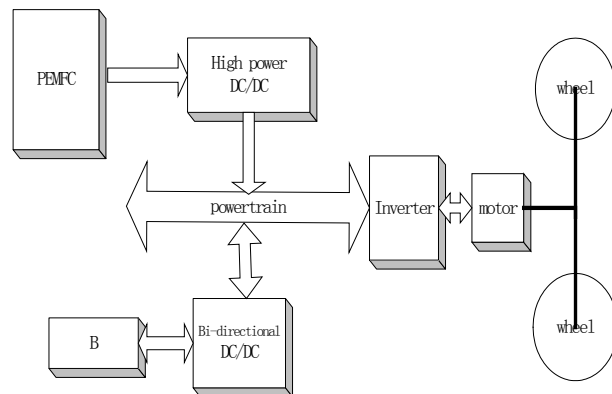 PEMFC
High power
DC/DC
wheel
powertrain
Inverter
motor
B
Bi-directional
DC/DC
wheel